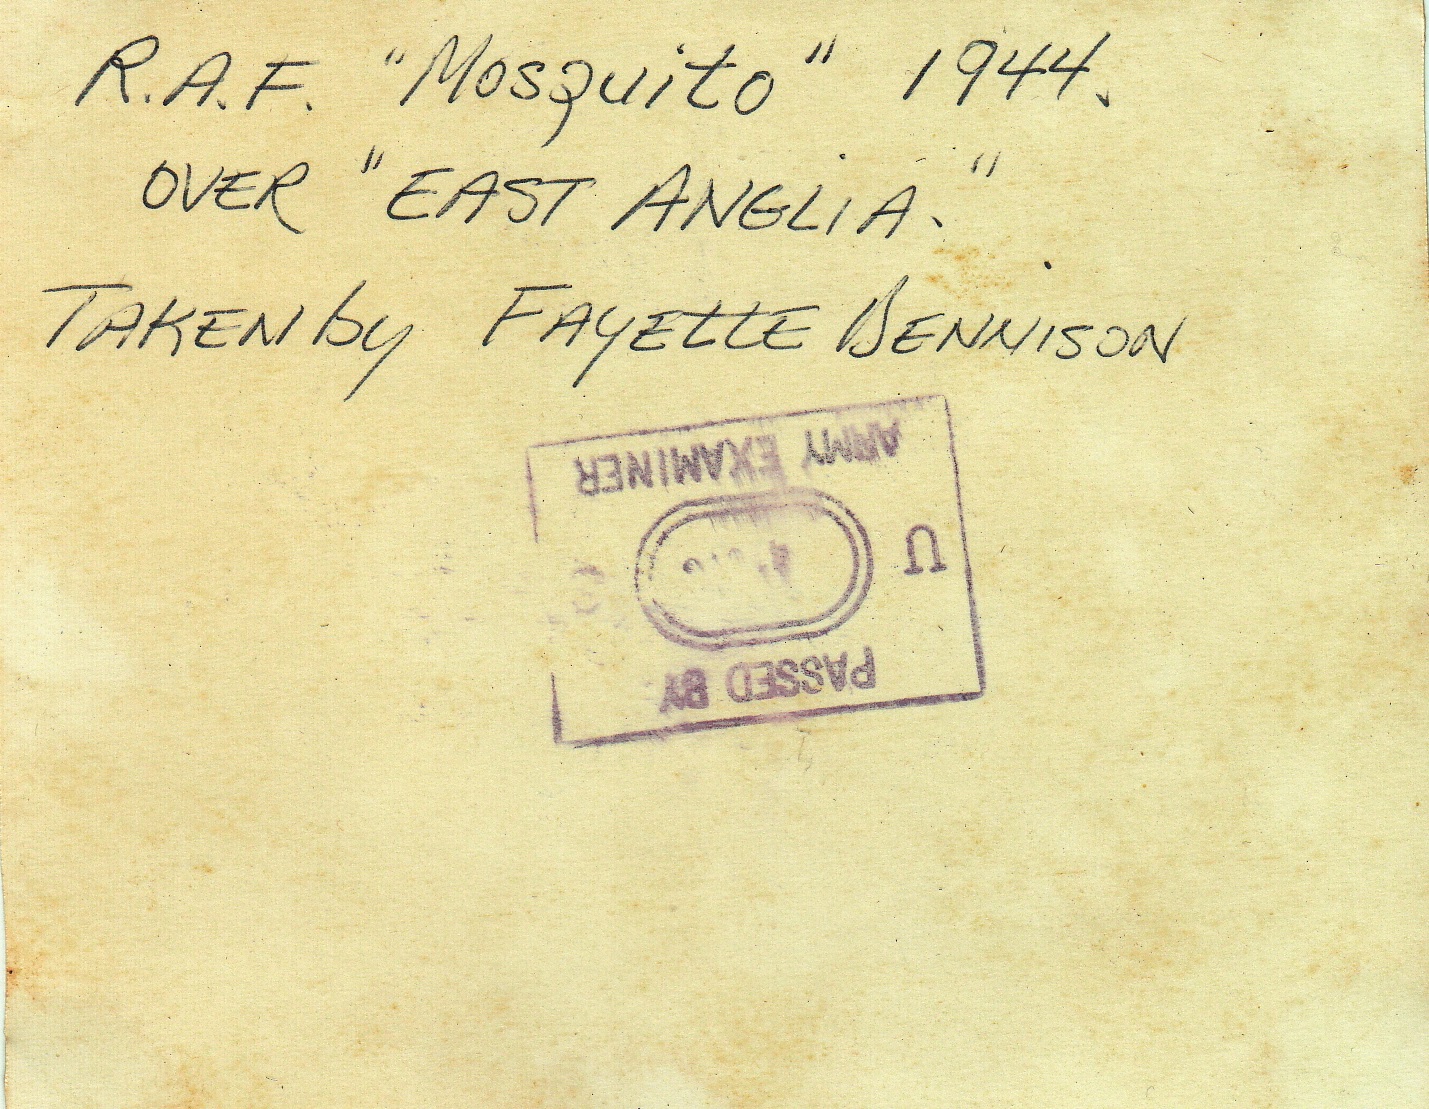 R.A.F. "Mosquito" 1944.
OVER "EAST ANGLIA."
TAKEN by FAYETTE BENNISON
PASSED BY
U
ARMY EXAMINER